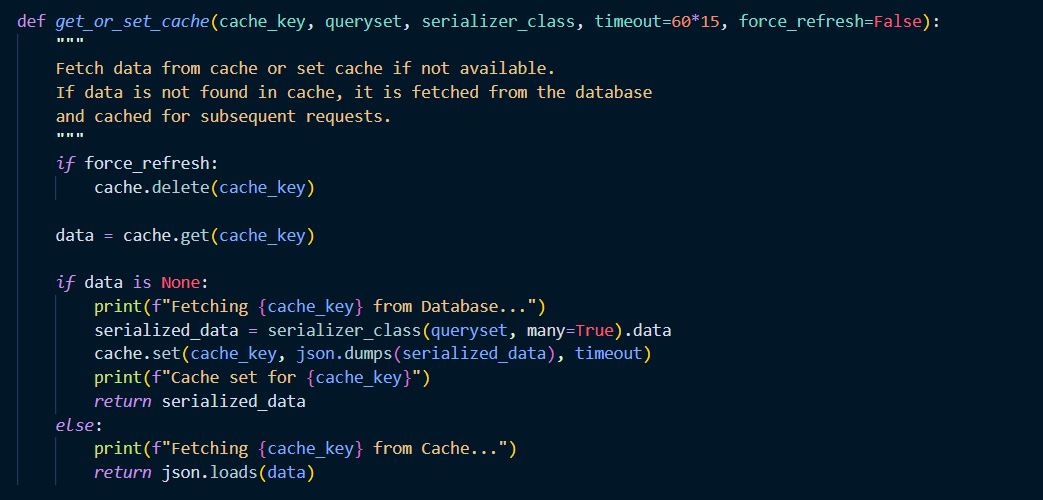 def get_or_set_cache(cache_key, queryset, serializer_class, timeout=60*15, force_refresh=False):
    """
    Fetch data from cache or set cache if not available.
    If data is not found in cache, it is fetched from the database
    and cached for subsequent requests.
    """
    if force_refresh:
        cache.delete(cache_key)

    data = cache.get(cache_key)

    if data is None:
        print(f"Fetching {cache_key} from Database...")
        serialized_data = serializer_class(queryset, many=True).data
        cache.set(cache_key, json.dumps(serialized_data), timeout)
        print(f"Cache set for {cache_key}")
        return serialized_data
    else:
        print(f"Fetching {cache_key} from Cache...")
        return json.loads(data)